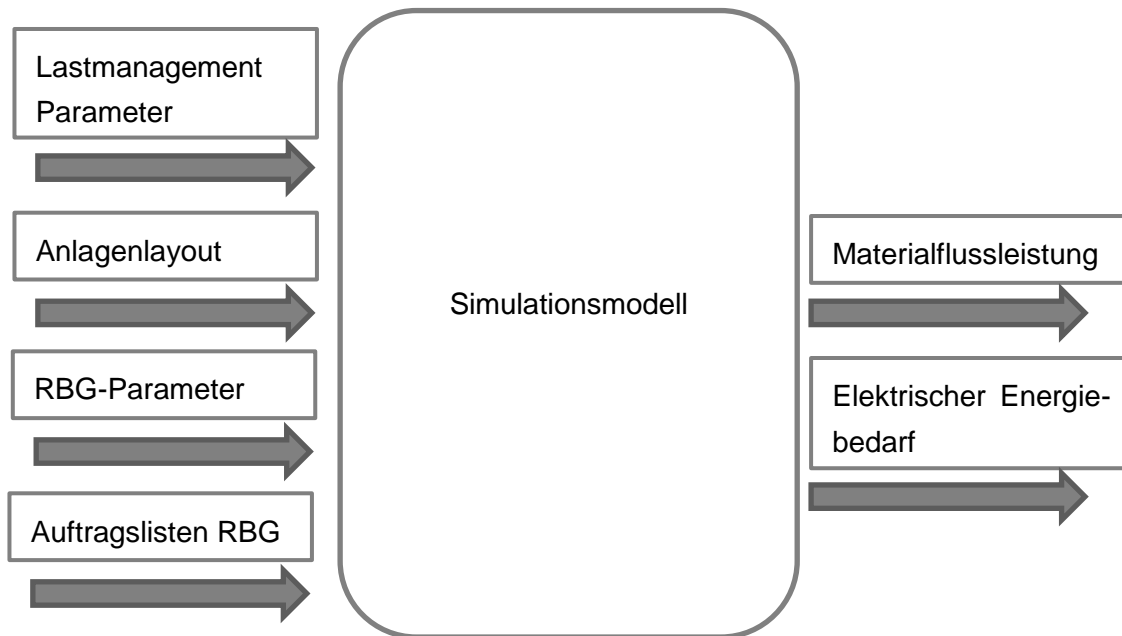 Lastmanagement
Parameter
Anlagenlayout
RBG-Parameter
Auftragslisten RBG
Simulationsmodell
Materialflussleistung
Elektrischer Energie-
bedarf